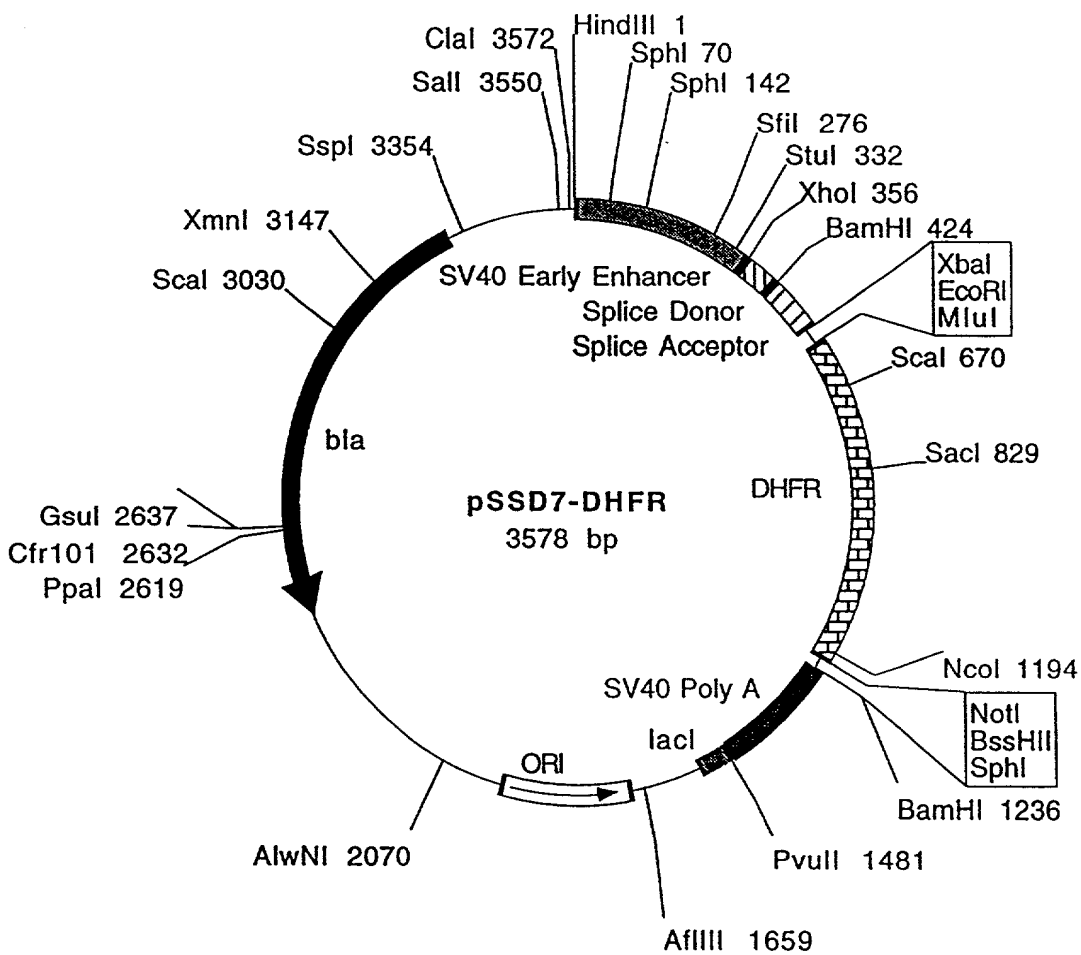 HindIII 1
ClaI 3572
SphI 70
SalI 3550
SphI 142
SfiI 276
SspI 3354
StuI 332
XhoI 356
XmnI 3147
BamHI 424
XbaI
EcoRI
MluI
ScaI 3030
SV40 Early Enhancer
Splice Donor
Splice Acceptor
ScaI 670
bla
SacI 829
DHFR
pSSD7-DHFR
3578 bp
GsuI 2637
Cfr101 2632
PpaI 2619
NcoI 1194
SV40 Poly A
NotI
BssHII
SphI
lacI
ORI
BamHI 1236
AlwNI 2070
PvuII 1481
AflIII 1659